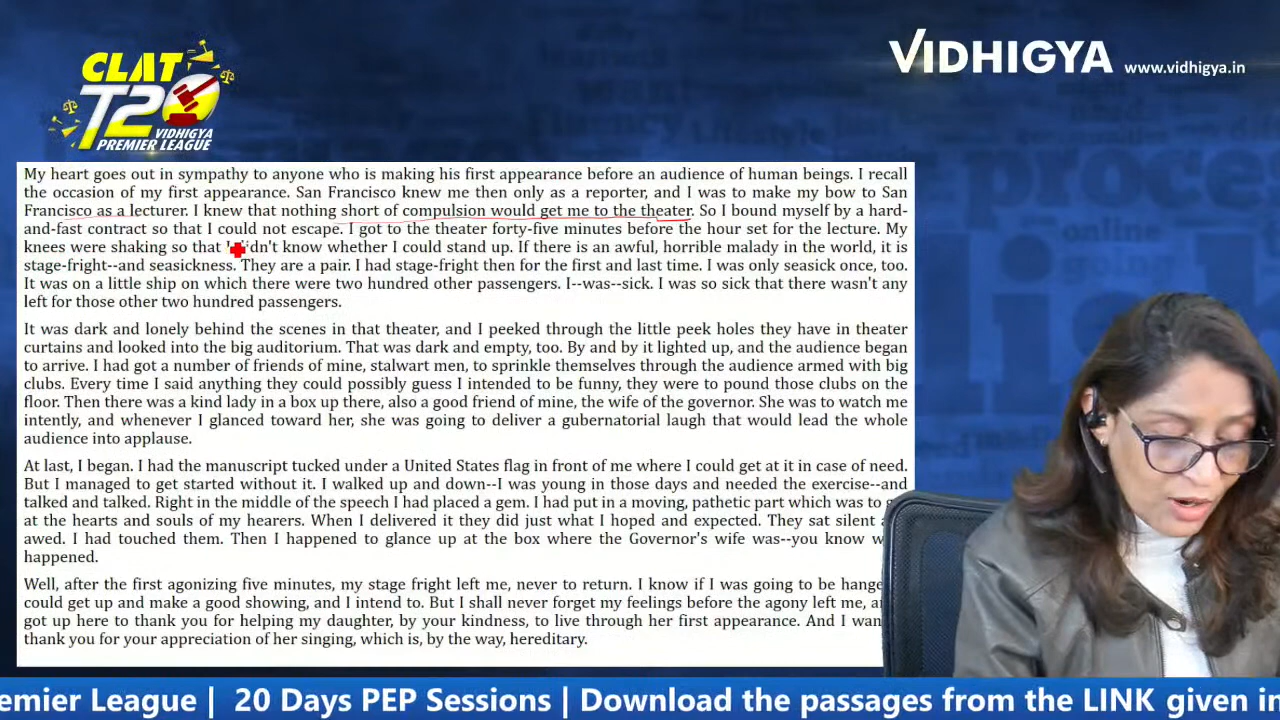 CLAT
T20
VIDHIGYA
PREMIER LEAGUE
VIDHIGYA www.vidhigya.in
My heart goes out in sympathy to anyone who is making his first appearance before an audience of human beings. I recall
the occasion of my first appearance. San Francisco knew me then only as a reporter, and I was to make my bow to San
Francisco as a lecturer. I knew that nothing short of compulsion would get me to the theater. So I bound myself by a hard-
and-fast contract so that I could not escape. I got to the theater forty-five minutes before the hour set for the lecture. My
knees were shaking so that didn't know whether I could stand up. If there is an awful, horrible malady in the world, it is
stage-fright--and seasickness. They are a pair. I had stage-fright then for the first and last time. I was only seasick once, too.
It was on a little ship on which there were two hundred other passengers. I--was--sick. I was so sick that there wasn't any
left for those other two hundred passengers.
It was dark and lonely behind the scenes in that theater, and I peeked through the little peek holes they have in theater
curtains and looked into the big auditorium. That was dark and empty, too. By and by it lighted up, and the audience began
to arrive. I had got a number of friends of mine, stalwart men, to sprinkle themselves through the audience armed with big
clubs. Every time I said anything they could possibly guess I intended to be funny, they were to pound those clubs on the
floor. Then there was a kind lady in a box up there, also a good friend of mine, the wife of the governor. She was to watch me
intently, and whenever I glanced toward her, she was going to deliver a gubernatorial laugh that would lead the whole
audience into applause.
At last, I began. I had the manuscript tucked under a United States flag in front of me where I could get at it in case of need.
But I managed to get started without it. I walked up and down--I was young in those days and needed the exercise--and
talked and talked. Right in the middle of the speech I had placed a gem. I had put in a moving, pathetic part which was to
at the hearts and souls of my hearers. When I delivered it they did just what I hoped and expected. They sat silent
awed. I had touched them. Then I happened to glance up at the box where the Governor's wife was--you know
happened.
Well, after the first agonizing five minutes, my stage fright left me, never to return. I know if I was going to be
could get up and make a good showing, and I intend to. But I shall never forget my feelings before the agony left me,
got up here to thank you for helping my daughter, by your kindness, to live through her first appearance. And I
thank you for your appreciation of her singing, which is, by the way, hereditary.
emier League | 20 Days PEP Sessions | Download the passages from the LINK given in